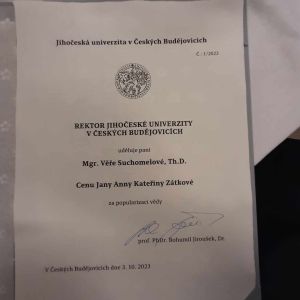 Jihočeská univerzita v Českých Budějovicích
Č.: 1/2023
REKTOR JIHOČESKÉ UNIVERZITY
V ČESKÝCH BUDĚJOVICÍCH
uděluje paní
Mgr. Věře Suchomelové, Th.D.
Cenu Jany Anny Kateřiny Zátkové
za popularizaci vědy
prof. PhDr. Bohumil Jiroušek, Dr.
V Českých Budějovicích dne 3. 10. 2023